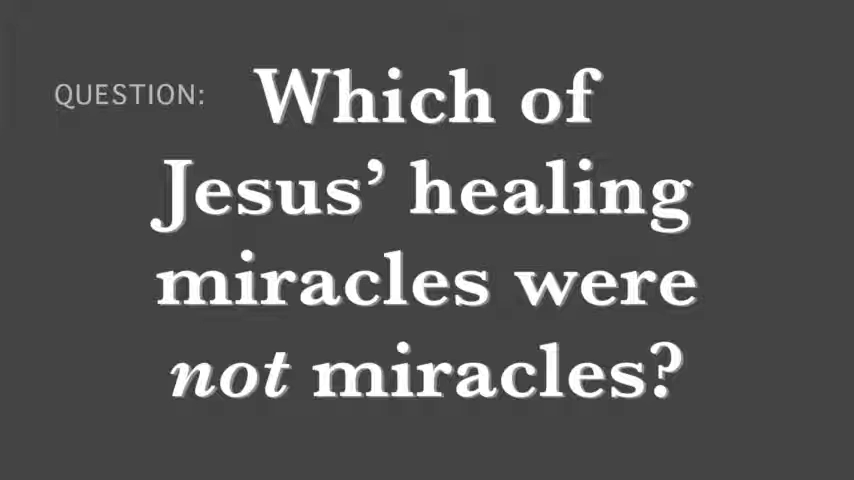 QUESTION: Which of
Jesus’ healing
miracles were
not miracles?